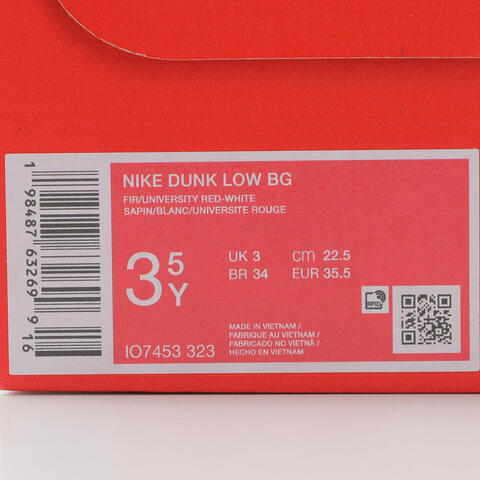 NIKE DUNK LOW BG
FIR/UNIVERSITY RED-WHITE
SAPIN/BLANC/UNIVERSITE ROUGE
3 5 Y
UK 3 cm 22.5
BR 34 EUR 35.5
RFID
MADE IN VIETNAM /
FABRIQUE AU VIETNAM /
FABRICADO NO VIETNÃ /
HECHO EN VIETNAM
IO7453 323
1 98487 63269 9 16